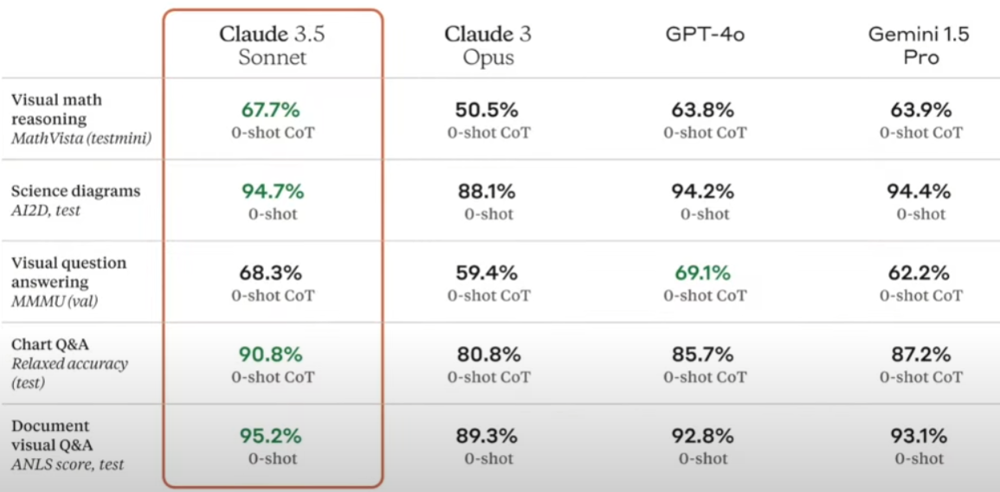 Claude 3.5 Sonnet
Claude 3 Opus
GPT-4o
Gemini 1.5 Pro
Visual math
reasoning
MathVista (testmini)
67.7%
0-shot CoT
50.5%
0-shot CoT
63.8%
0-shot CoT
63.9%
0-shot CoT
Science diagrams
AI2D, test
94.7%
0-shot
88.1%
0-shot
94.2%
0-shot
94.4%
0-shot
Visual question
answering
MMMU (val)
68.3%
0-shot CoT
59.4%
0-shot CoT
69.1%
0-shot CoT
62.2%
0-shot CoT
Chart Q&A
Relaxed accuracy
(test)
90.8%
0-shot CoT
80.8%
0-shot CoT
85.7%
0-shot CoT
87.2%
0-shot CoT
Document
visual Q&A
ANLS score, test
95.2%
0-shot
89.3%
0-shot
92.8%
0-shot
93.1%
0-shot